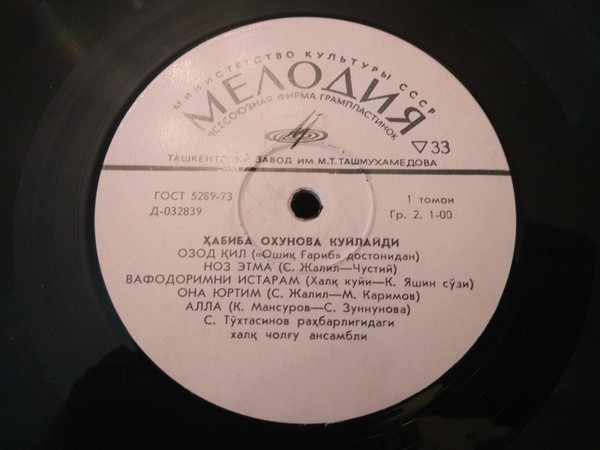 МИНИСТЕРСТВО КУЛЬТУРЫ СССР
МЕЛОДИЯ
ВСЕСОЮЗНАЯ ФИРМА ГРАМПЛАСТИНОК
▽33
ТАШКЕНТСКИЙ ЗАВОД ИМ. М.Т. ТАШМУХАМЕДОВА
ГОСТ 5289-73
Д-032839
1 томон
Гр. 2. 1-00
ҲАБИБА ОХУНОВА КУЙЛАЙДИ
ОЗОД ҚИЛ («Ошиқ Ғариб» достонидан)
НОЗ ЭТМА (С. Жалил—Чустий)
ВАФОДОРИМНИ ИСТАРАМ (Халқ куйи—К. Яшин сўзи)
ОНА ЮРТИМ (С. Жалил—М. Каримов)
АЛЛА (К. Мансуров—С. Зуннунова)
С. Тўхтасинов раҳбарлигидаги
халқ чолғу ансамбли